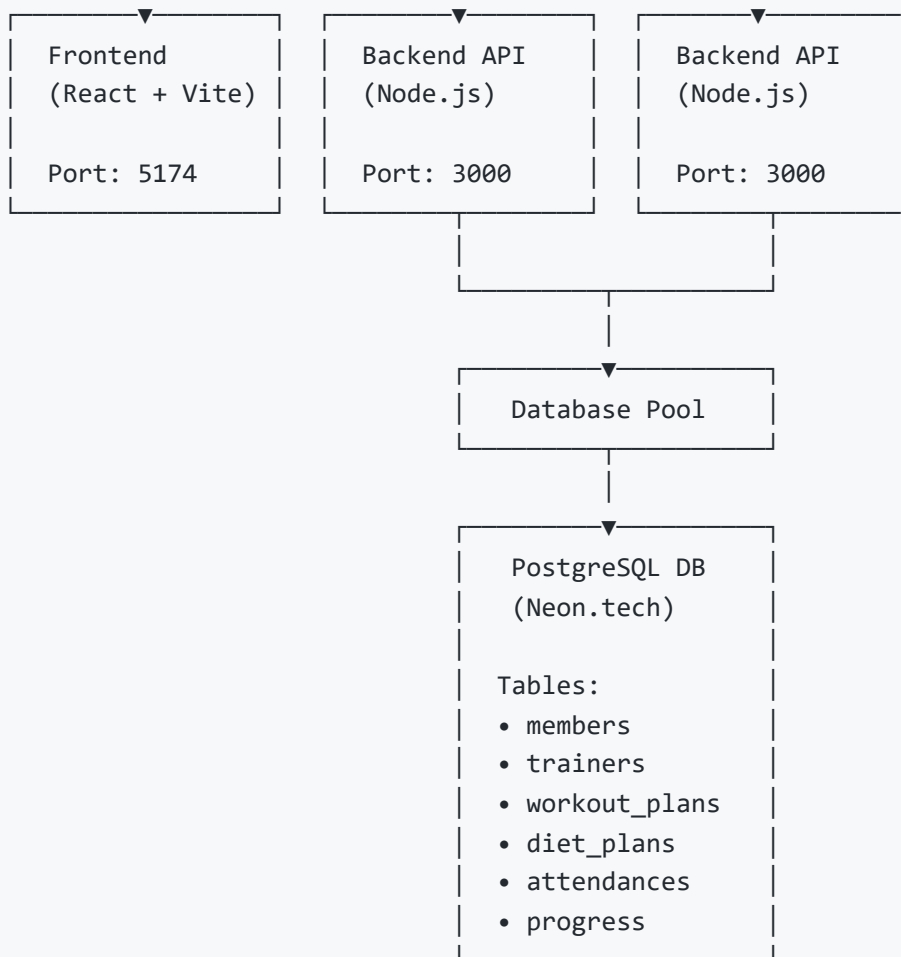 Frontend
(React + Vite)
Port: 5174
Backend API
(Node.js)
Port: 3000
Backend API
(Node.js)
Port: 3000
Database Pool
PostgreSQL DB
(Neon.tech)
Tables:
• members
• trainers
• workout_plans
• diet_plans
• attendances
• progress